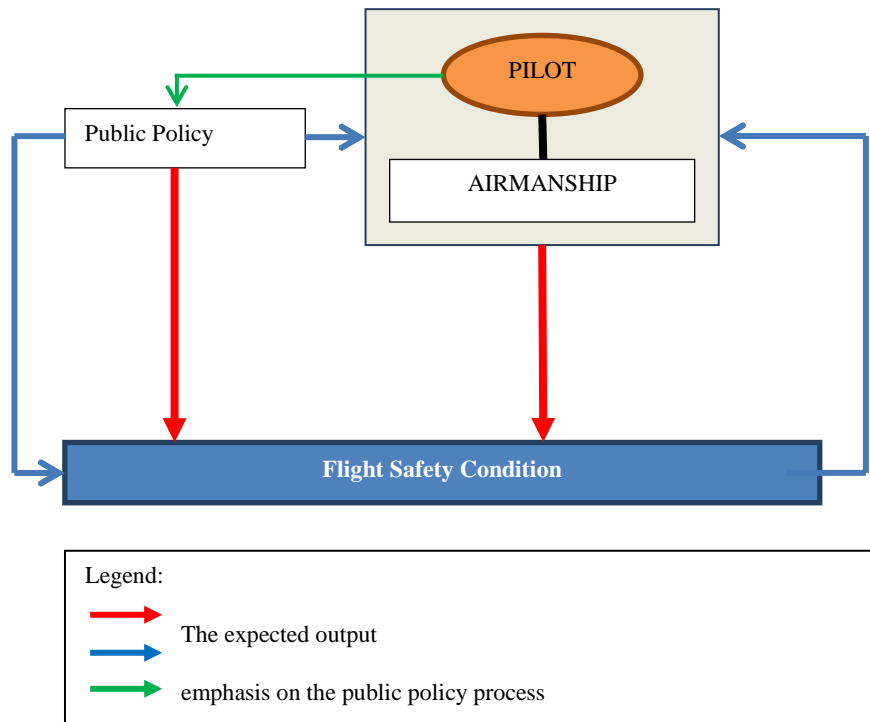 PILOT
Public Policy
AIRMANSHIP
Flight Safety Condition
Legend:
The expected output
emphasis on the public policy process